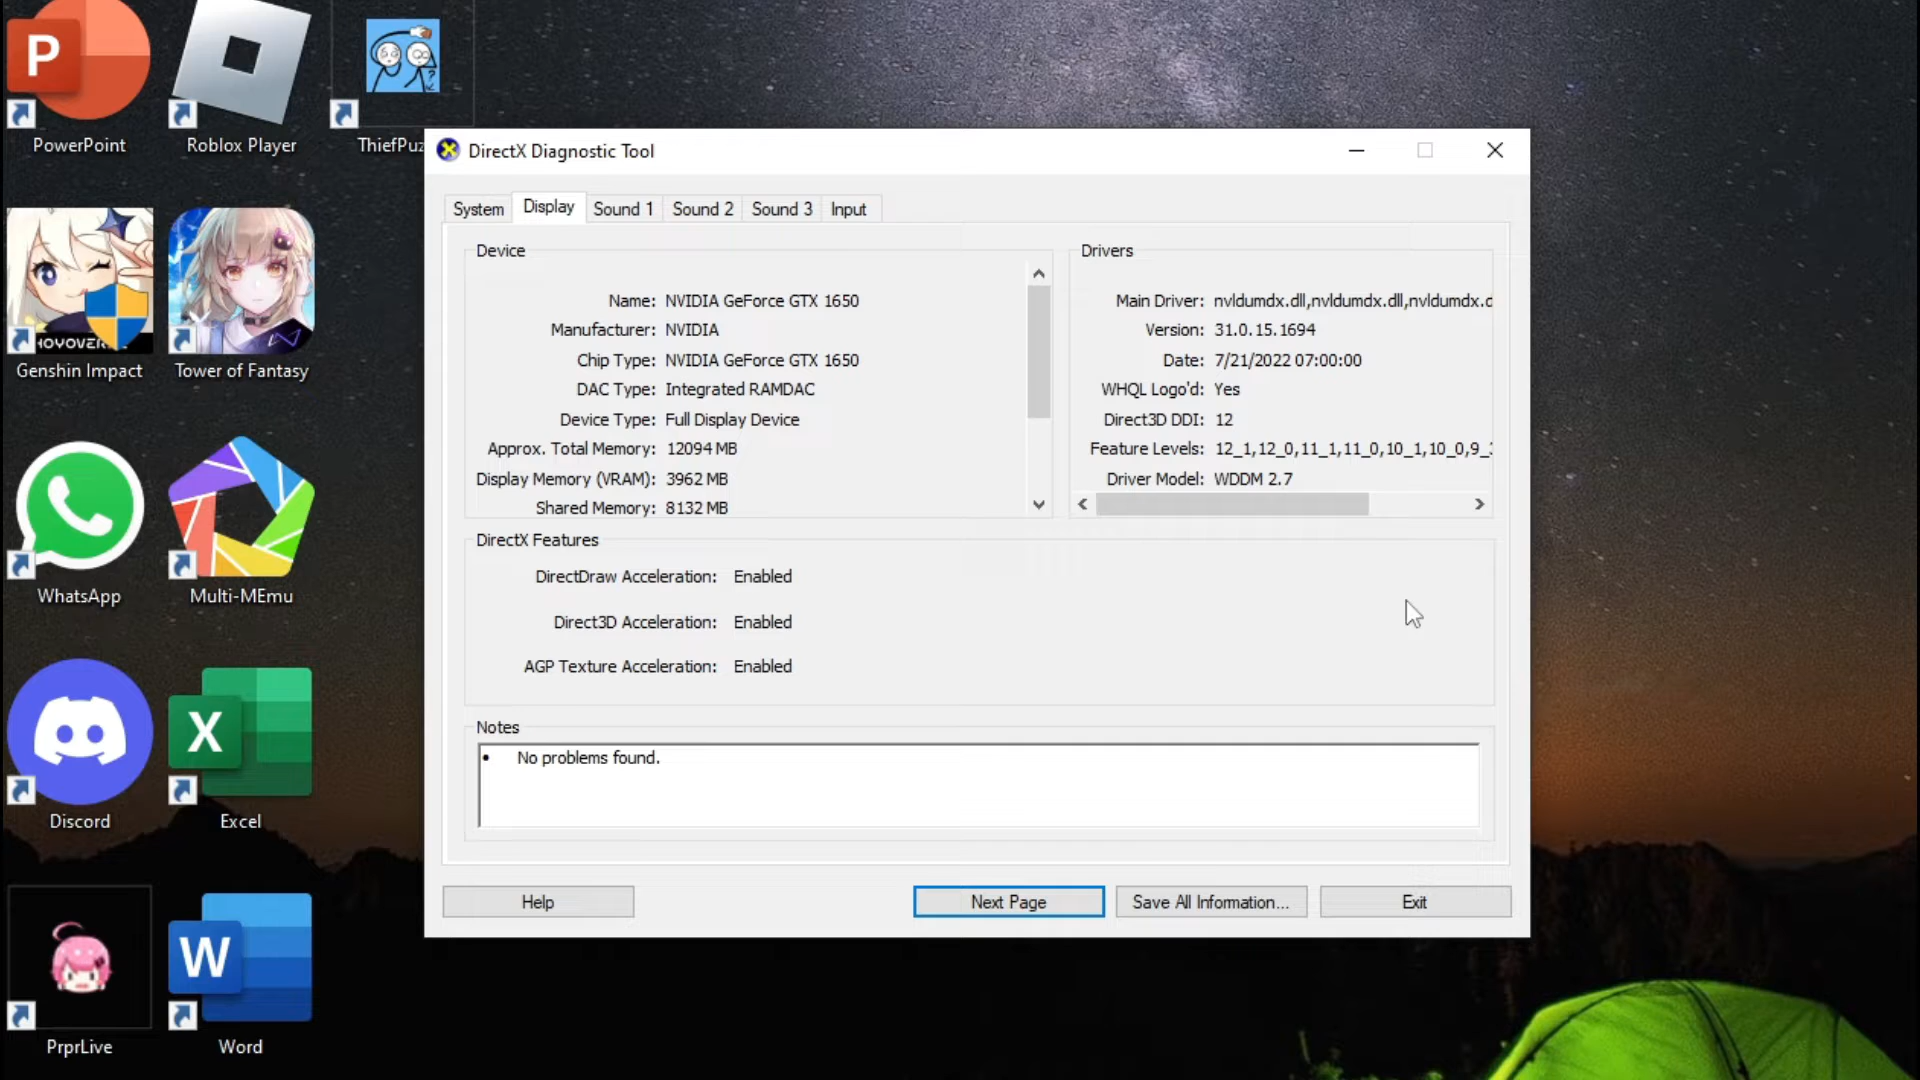 PowerPoint
Roblox Player
ThiefPuz
Genshin Impact
Tower of Fantasy
WhatsApp
Multi-MEmu
Discord
Excel
PrprLive
Word
P
HOYOVER
X
W
DirectX Diagnostic Tool
System
Display
Sound 1
Sound 2
Sound 3
Input
Device
Name: NVIDIA GeForce GTX 1650
Manufacturer: NVIDIA
Chip Type: NVIDIA GeForce GTX 1650
DAC Type: Integrated RAMDAC
Device Type: Full Display Device
Approx. Total Memory: 12094 MB
Display Memory (VRAM): 3962 MB
Shared Memory: 8132 MB
Drivers
Main Driver: nvldumdx.dll,nvldumdx.dll,nvldumdx.d
Version: 31.0.15.1694
Date: 7/21/2022 07:00:00
WHQL Logo'd: Yes
Direct3D DDI: 12
Feature Levels: 12_1,12_0,11_1,11_0,10_1,10_0,9_
Driver Model: WDDM 2.7
DirectX Features
DirectDraw Acceleration: Enabled
Direct3D Acceleration: Enabled
AGP Texture Acceleration: Enabled
Notes
• No problems found.
Help
Next Page
Save All Information...
Exit